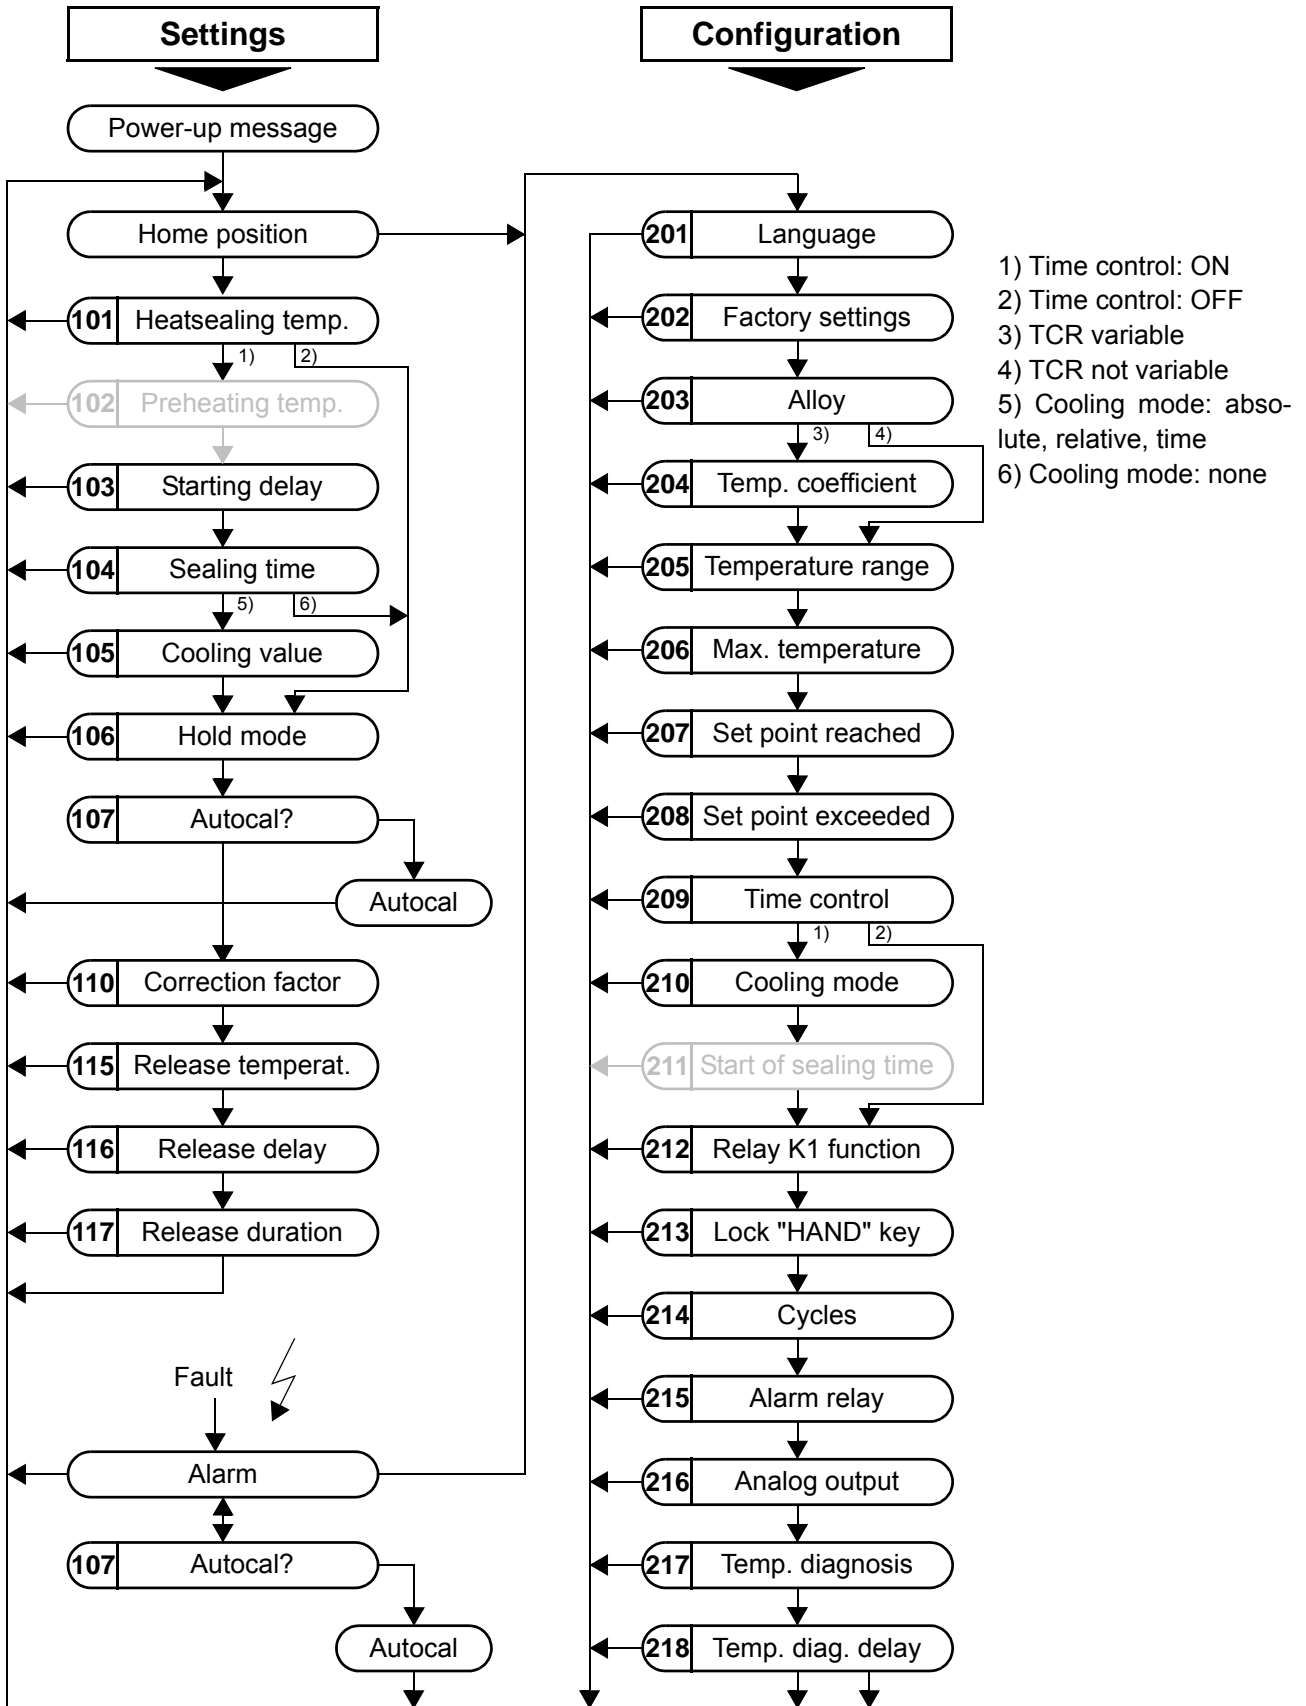 Settings
Power-up message
Home position
101 Heatsealing temp.
1) 2)
102 Preheating temp.
103 Starting delay
104 Sealing time
5) 6)
105 Cooling value
106 Hold mode
107 Autocal?
Autocal
110 Correction factor
115 Release temperat.
116 Release delay
117 Release duration
Fault
Alarm
107 Autocal?
Autocal
Configuration
201 Language
202 Factory settings
203 Alloy
3) 4)
204 Temp. coefficient
205 Temperature range
206 Max. temperature
207 Set point reached
208 Set point exceeded
209 Time control
1) 2)
210 Cooling mode
211 Start of sealing time
212 Relay K1 function
213 Lock "HAND" key
214 Cycles
215 Alarm relay
216 Analog output
217 Temp. diagnosis
218 Temp. diag. delay
1) Time control: ON
2) Time control: OFF
3) TCR variable
4) TCR not variable
5) Cooling mode: abso-
lute, relative, time
6) Cooling mode: none